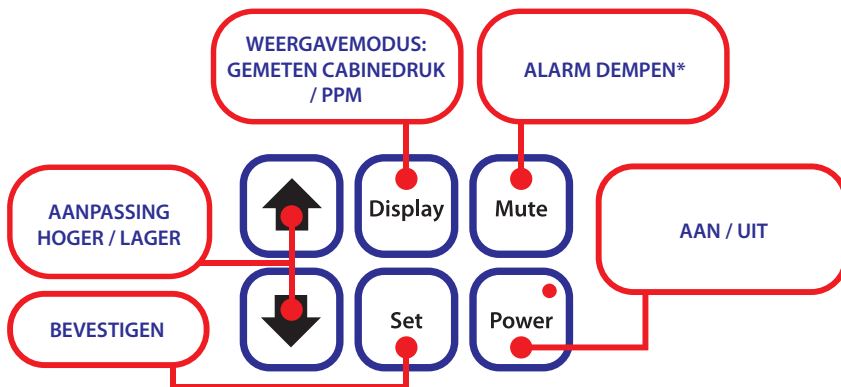 WEERGAVEMODUS:
GEMETEN CABINEDRUK
/ PPM
ALARM DEMPEN*
AANPASSING
HOGER / LAGER
Display
Mute
AAN / UIT
BEVESTIGEN
Set
Power